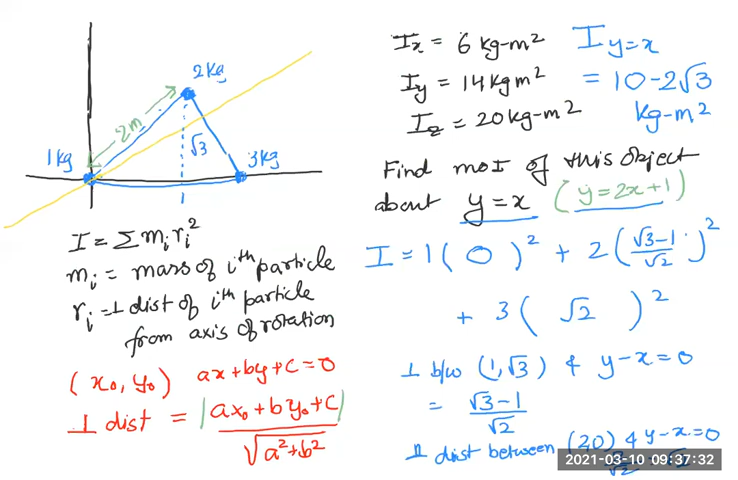 2kg
2m
√3
1kg
3kg
I = Σ mᵢ rᵢ²
mᵢ = mass of iᵗʰ particle
rᵢ = ⊥ dist of iᵗʰ particle
from axis of rotation
(x₀, y₀) ax+by+c=0
⊥ dist = |ax₀+by₀+c| / √(a²+b²)
Iₓ = 6 kg-m²
I_y = 14 kg m²
I_z = 20 kg-m²
I y=x
= 10-2√3
kg-m²
Find moI of this object
about y=x (y=2x+1)
I = 1(0)² + 2((√3-1)/√2)²
+ 3(√2)²
⊥ b/w (1,√3) & y-x=0
= (√3-1)/√2
⊥ dist between (2,0) & y-x=0
2021-03-10 09:37:32